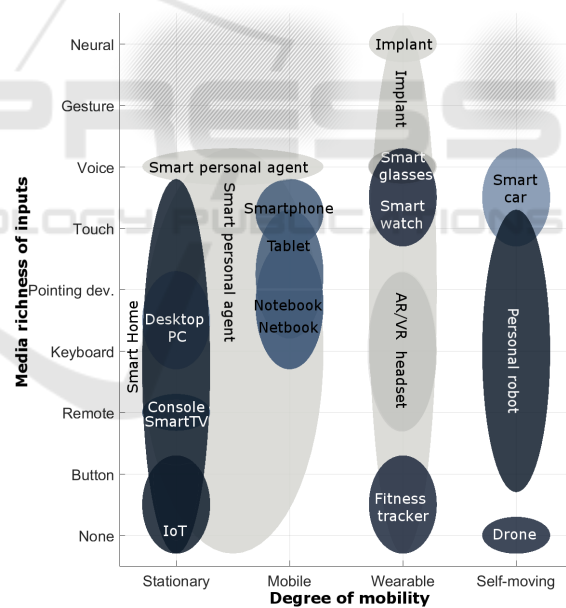 Neural
Gesture
Voice
Touch
Pointing dev.
Keyboard
Remote
Button
None
Media richness of inputs
Stationary
Mobile
Wearable
Self-moving
Degree of mobility
Implant
Implant
Smart personal agent
Smart personal agent
Smart Home
Desktop
PC
Console
SmartTV
IoT
Smartphone
Tablet
Notebook
Netbook
Smart
glasses
Smart
watch
AR/VR headset
Fitness
tracker
Smart
car
Personal robot
Drone